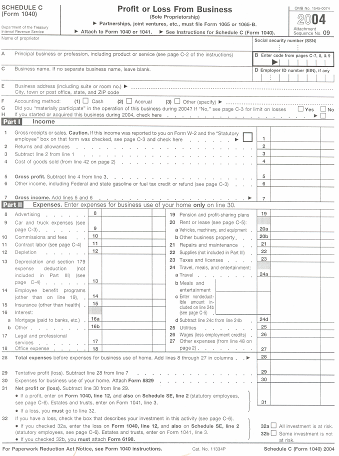 SCHEDULE C
(Form 1040)
Department of the Treasury
Internal Revenue Service
Profit or Loss From Business
(Sole Proprietorship)
▶ Partnerships, joint ventures, etc., must file Form 1065 or 1065-B.
▶ Attach to Form 1040 or 1041. ▶ See Instructions for Schedule C (Form 1040).
OMB No. 1545-0074
2004
Attachment
Sequence No. 09
Name of proprietor
Social security number (SSN)
A Principal business or profession, including product or service (see page C-2 of the instructions)
B Enter code from pages C-7, 8, & 9
C Business name. If no separate business name, leave blank.
D Employer ID number (EIN), if any
E Business address (including suite or room no.) ▶
City, town or post office, state, and ZIP code
F Accounting method: (1) Cash (2) Accrual (3) Other (specify) ▶
G Did you "materially participate" in the operation of this business during 2004? If "No," see page C-3 for limit on losses Yes No
H If you started or acquired this business during 2004, check here ▶
Part I Income
1 Gross receipts or sales. Caution. If this income was reported to you on Form W-2 and the "Statutory
employee" box on that form was checked, see page C-3 and check here ▶ 1
2 Returns and allowances 2
3 Subtract line 2 from line 1 3
4 Cost of goods sold (from line 42 on page 2) 4
5 Gross profit. Subtract line 4 from line 3 5
6 Other income, including Federal and state gasoline or fuel tax credit or refund (see page C-3) 6
7 Gross income. Add lines 5 and 6 ▶ 7
Part II Expenses. Enter expenses for business use of your home only on line 30.
8 Advertising 8
9 Car and truck expenses (see
page C-3) 9
10 Commissions and fees 10
11 Contract labor (see page C-4) 11
12 Depletion 12
13 Depreciation and section 179
expense deduction (not
included in Part III) (see
page C-4) 13
14 Employee benefit programs
(other than on line 19) 14
15 Insurance (other than health) 15
16 Interest:
a Mortgage (paid to banks, etc.) 16a
b Other 16b
17 Legal and professional
services 17
18 Office expense 18
19 Pension and profit-sharing plans 19
20 Rent or lease (see page C-5):
a Vehicles, machinery, and equipment 20a
b Other business property 20b
21 Repairs and maintenance 21
22 Supplies (not included in Part III) 22
23 Taxes and licenses 23
24 Travel, meals, and entertainment:
a Travel 24a
b Meals and
entertainment
c Enter nondeduct-
ible amount in-
cluded on line 24b
(see page C-5)
d Subtract line 24c from line 24b 24d
25 Utilities 25
26 Wages (less employment credits) 26
27 Other expenses (from line 48 on
page 2) 27
28 Total expenses before expenses for business use of home. Add lines 8 through 27 in columns ▶ 28
29 Tentative profit (loss). Subtract line 28 from line 7 29
30 Expenses for business use of your home. Attach Form 8829 30
31 Net profit or (loss). Subtract line 30 from line 29.
• If a profit, enter on Form 1040, line 12, and also on Schedule SE, line 2 (statutory employees,
see page C-6). Estates and trusts, enter on Form 1041, line 3.
• If a loss, you must go to line 32. 31
32 If you have a loss, check the box that describes your investment in this activity (see page C-6).
• If you checked 32a, enter the loss on Form 1040, line 12, and also on Schedule SE, line 2
(statutory employees, see page C-6). Estates and trusts, enter on Form 1041, line 3.
• If you checked 32b, you must attach Form 6198.
32a All investment is at risk.
32b Some investment is not
at risk.
For Paperwork Reduction Act Notice, see Form 1040 instructions. Cat. No. 11334P Schedule C (Form 1040) 2004